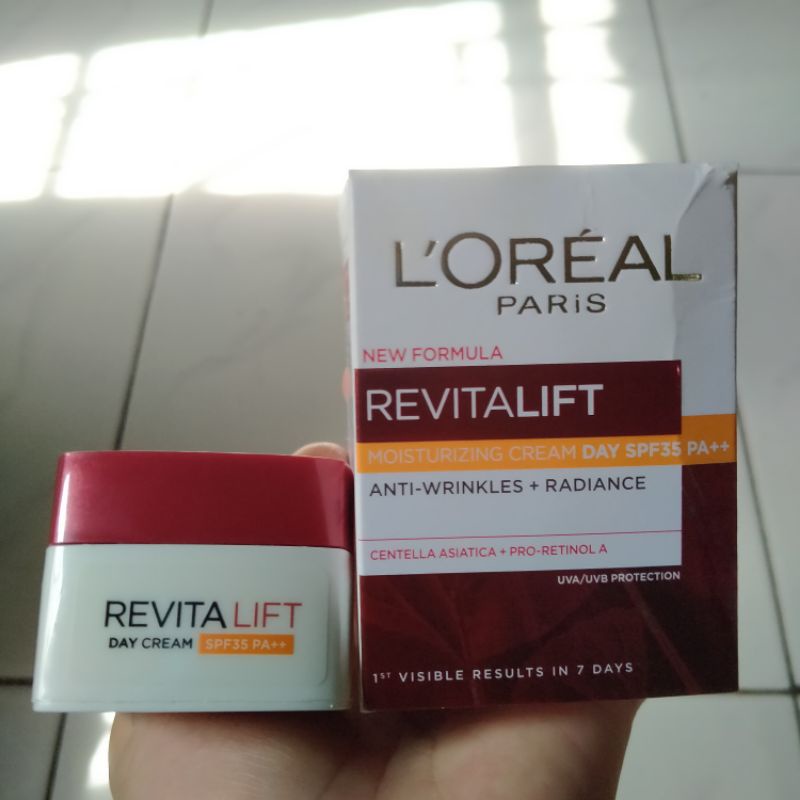 L'ORÉAL
PARiS
NEW FORMULA
REVITALIFT
MOISTURIZING CREAM DAY SPF35 PA++
ANTI-WRINKLES + RADIANCE
CENTELLA ASIATICA + PRO-RETINOL A
UVA/UVB PROTECTION
1ST VISIBLE RESULTS IN 7 DAYS
REVITA LIFT
DAY CREAM SPF35 PA++